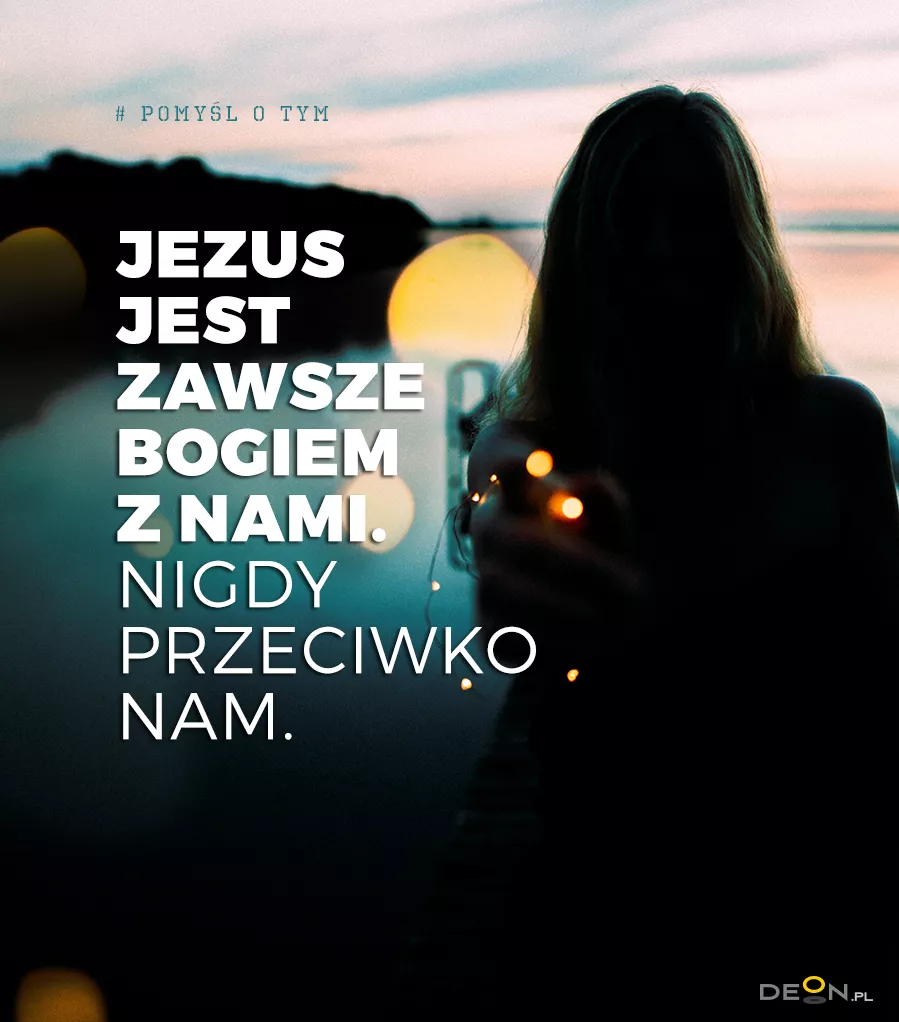 # POMYŚL O TYM
JEZUS
JEST
ZAWSZE
BOGIEM
Z NAMI.
NIGDY
PRZECIWKO
NAM.
DEON.PL